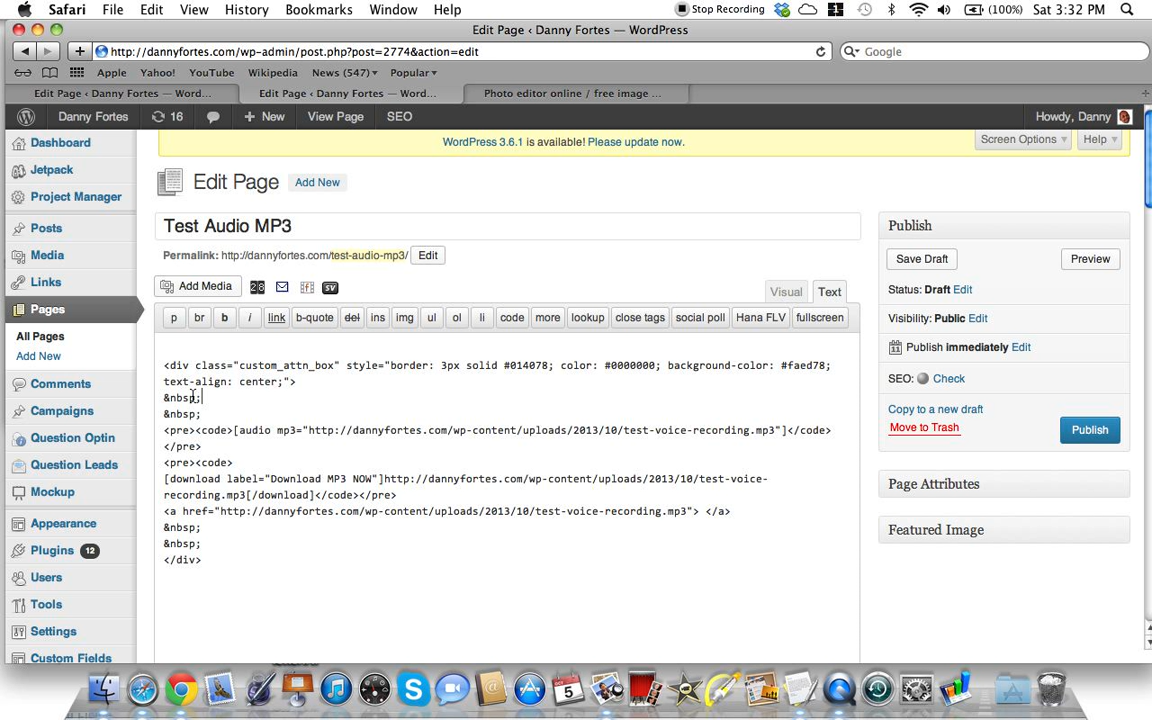 Safari File Edit View History Bookmarks Window Help Stop Recording 1 (100%) Sat 3:32 PM
Edit Page ‹ Danny Fortes — WordPress
http://dannyfortes.com/wp-admin/post.php?post=2774&action=edit Google
Apple Yahoo! YouTube Wikipedia News (547)▾ Popular▾
Edit Page ‹ Danny Fortes — Word... Edit Page ‹ Danny Fortes — Word... Photo editor online / free image ...
Danny Fortes 16 + New View Page SEO Howdy, Danny
WordPress 3.6.1 is available! Please update now. Screen Options Help
Dashboard
Jetpack
Project Manager
Posts
Media
Links
Pages
All Pages
Add New
Comments
Campaigns
Question Optin
Question Leads
Mockup
Appearance
Plugins 12
Users
Tools
Settings
Custom Fields
Edit Page Add New
Test Audio MP3
Permalink: http://dannyfortes.com/test-audio-mp3/ Edit
Add Media 28 SV Visual Text
p br b i link b-quote del ins img ul ol li code more lookup close tags social poll Hana FLV fullscreen
<div class="custom_attn_box" style="border: 3px solid #014078; color: #0000000; background-color: #faed78;
text-align: center;">
&nbsp;
&nbsp;
<pre><code>[audio mp3="http://dannyfortes.com/wp-content/uploads/2013/10/test-voice-recording.mp3"]</code>
</pre>
<pre><code>
[download label="Download MP3 NOW"]http://dannyfortes.com/wp-content/uploads/2013/10/test-voice-
recording.mp3[/download]</code></pre>
<a href="http://dannyfortes.com/wp-content/uploads/2013/10/test-voice-recording.mp3"> </a>
&nbsp;
&nbsp;
</div>
Publish
Save Draft Preview
Status: Draft Edit
Visibility: Public Edit
Publish immediately Edit
SEO: Check
Copy to a new draft
Move to Trash Publish
Page Attributes
Featured Image
OCT
5